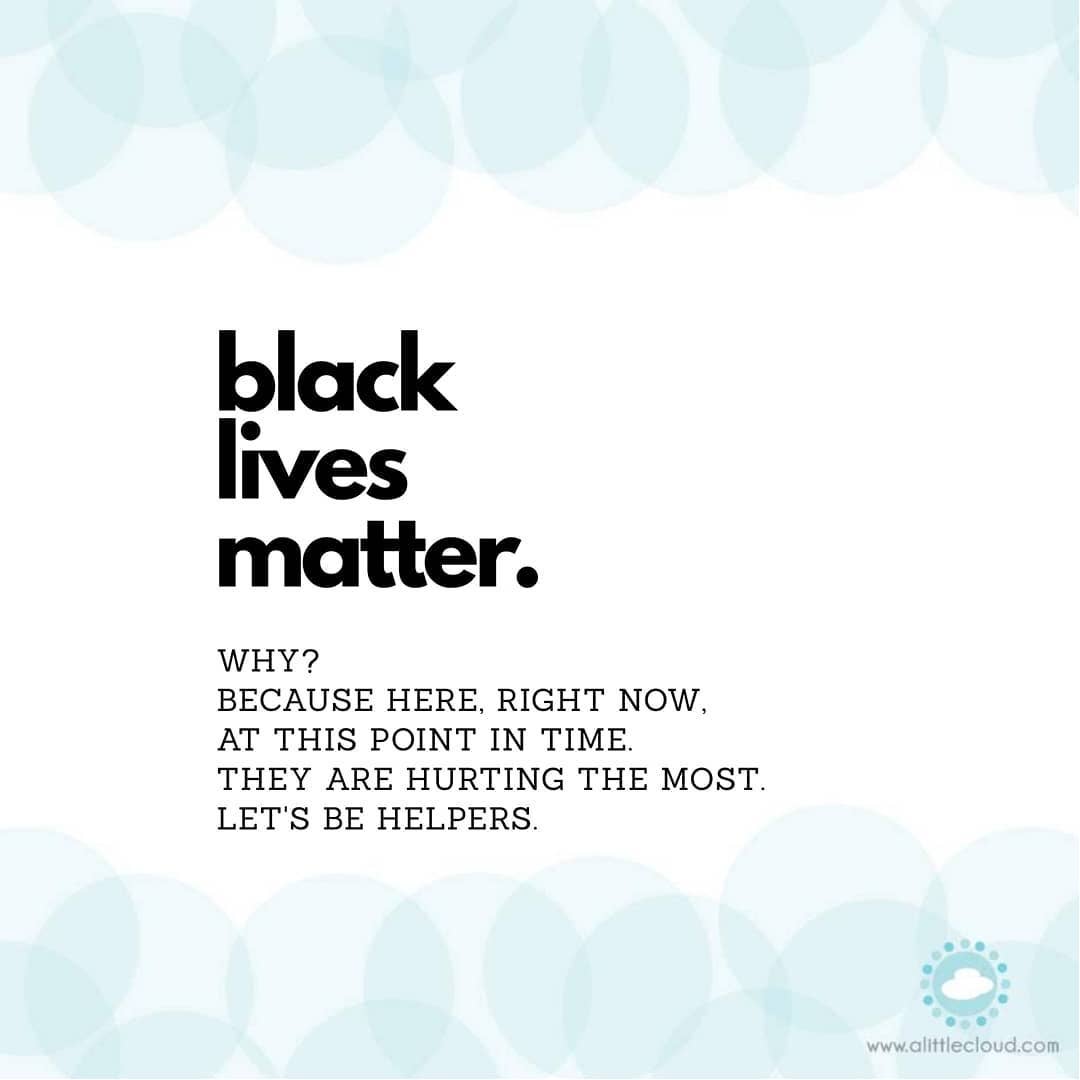 black
lives
matter.
WHY?
BECAUSE HERE, RIGHT NOW,
AT THIS POINT IN TIME.
THEY ARE HURTING THE MOST.
LET'S BE HELPERS.
www.alittlecloud.com